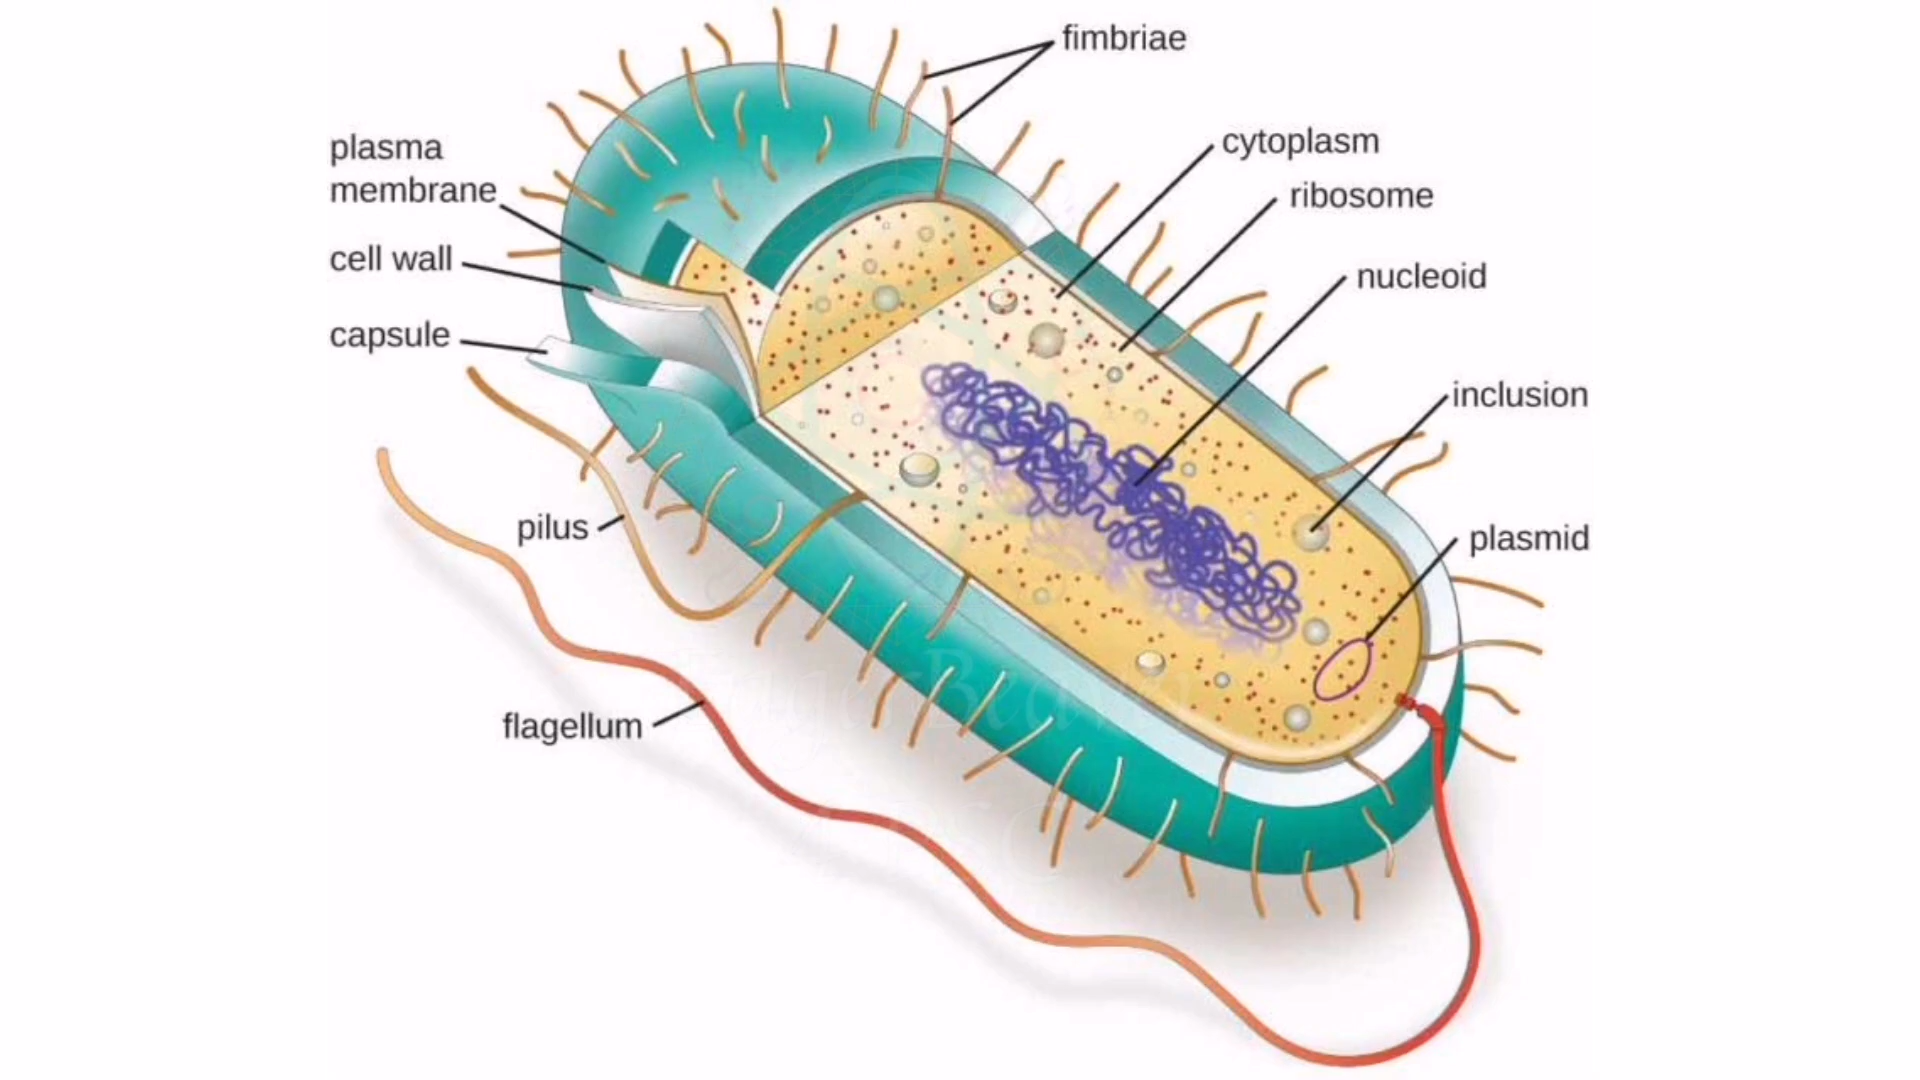 fimbriae
plasma
membrane
cytoplasm
ribosome
cell wall
nucleoid
capsule
inclusion
pilus
plasmid
flagellum